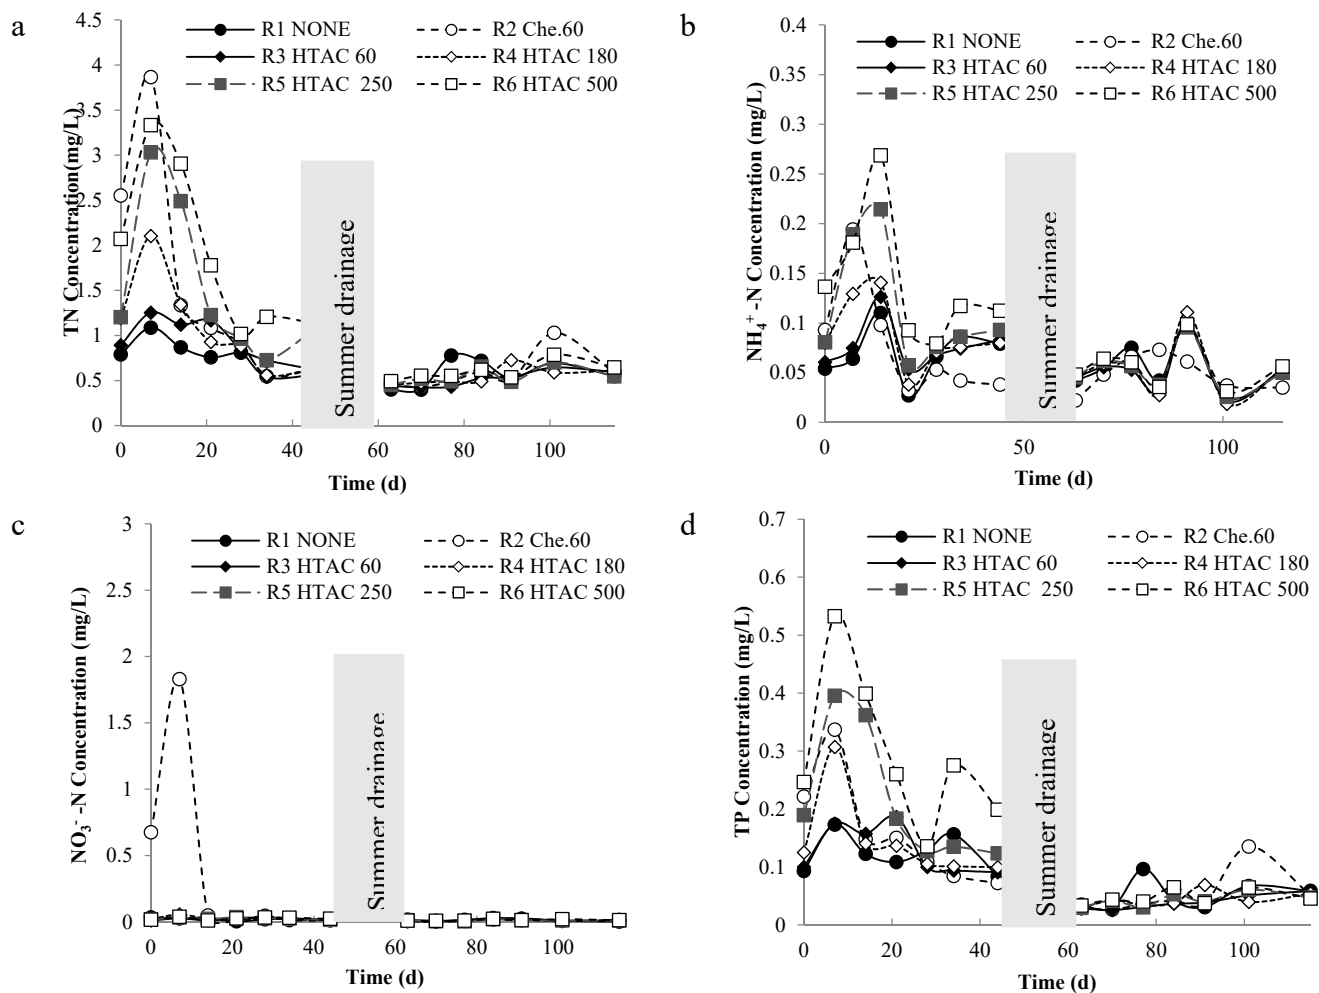 a
4.5
4
3.5
3
2.5
2
1.5
1
0.5
0
TN Concentration(mg/L)
R1 NONE
R2 Che.60
R3 HTAC 60
R4 HTAC 180
R5 HTAC 250
R6 HTAC 500
Summer drainage
0
20
40
60
80
100
Time (d)
b
0.4
0.35
0.3
0.25
0.2
0.15
0.1
0.05
0
NH4+ -N Concentration (mg/L)
R1 NONE
R2 Che.60
R3 HTAC 60
R4 HTAC 180
R5 HTAC 250
R6 HTAC 500
Summer drainage
0
50
100
Time (d)
c
3
2.5
2
1.5
1
0.5
0
NO3- -N Concentration (mg/L)
R1 NONE
R2 Che.60
R3 HTAC 60
R4 HTAC 180
R5 HTAC 250
R6 HTAC 500
Summer drainage
0
20
40
60
80
100
Time (d)
d
0.7
0.6
0.5
0.4
0.3
0.2
0.1
0
TP Concentration (mg/L)
R1 NONE
R2 Che.60
R3 HTAC 60
R4 HTAC 180
R5 HTAC 250
R6 HTAC 500
Summer drainage
0
20
40
60
80
100
Time (d)